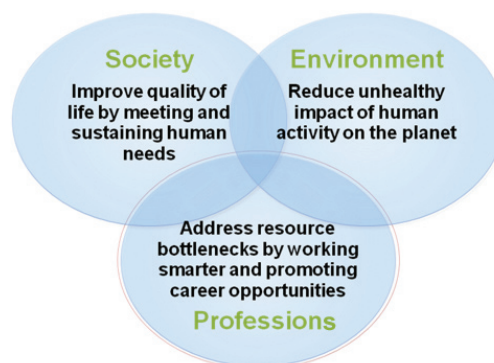 Society
Improve quality of
life by meeting and
sustaining human
needs
Environment
Reduce unhealthy
impact of human
activity on the planet
Address resource
bottlenecks by working
smarter and promoting
career opportunities
Professions